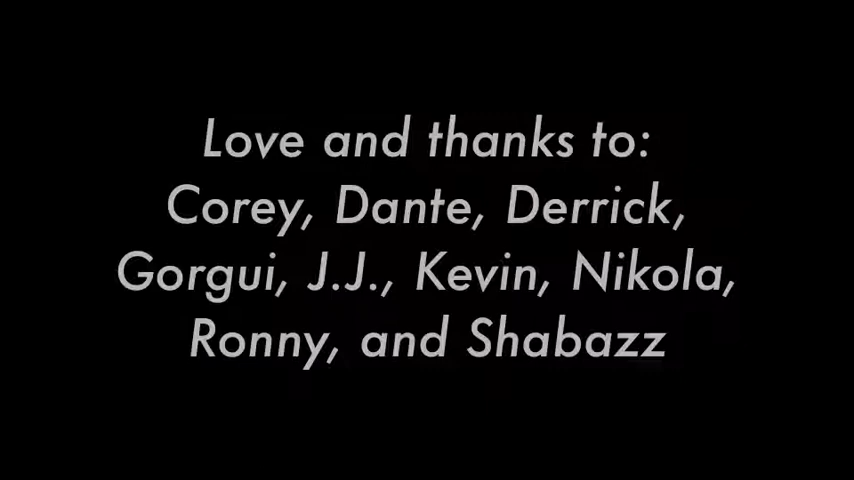 Love and thanks to:
Corey, Dante, Derrick,
Gorgui, J.J., Kevin, Nikola,
Ronny, and Shabazz